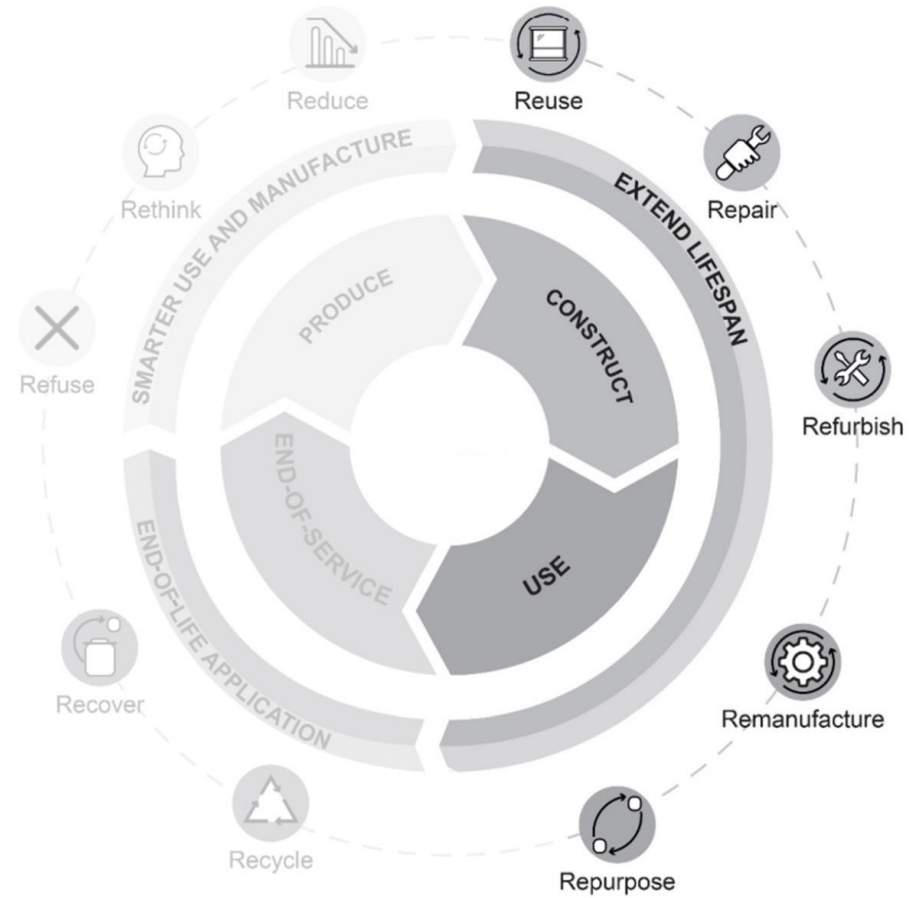 Reduce
Reuse
Rethink
Repair
SMARTER USE AND MANUFACTURE
EXTEND LIFESPAN
PRODUCE
CONSTRUCT
Refuse
Refurbish
END-OF-SERVICE
USE
END-OF-LIFE APPLICATION
Recover
Remanufacture
Recycle
Repurpose